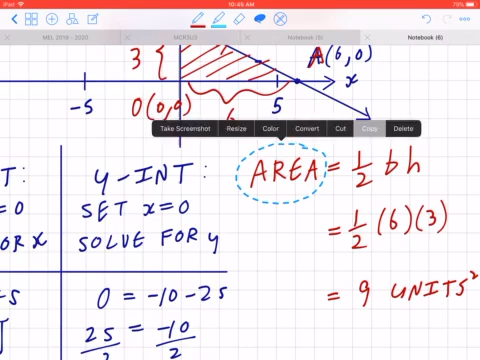 iPad
10:46 AM
79%
MEL 2019 - 2020
NCR3U3
Notebook (5)
Notebook (6)
3 {
A(6,0)
x
-5
O(0,0)
6
5
Take Screenshot Resize Color Convert Cut Copy Delete
T:
= 0
OR x
Y-INT:
SET x=0
SOLVE FOR y
0 = -10 - 25
25 = -10
2 2
AREA = 1/2 bh
= 1/2 (6)(3)
= 9 UNITS²